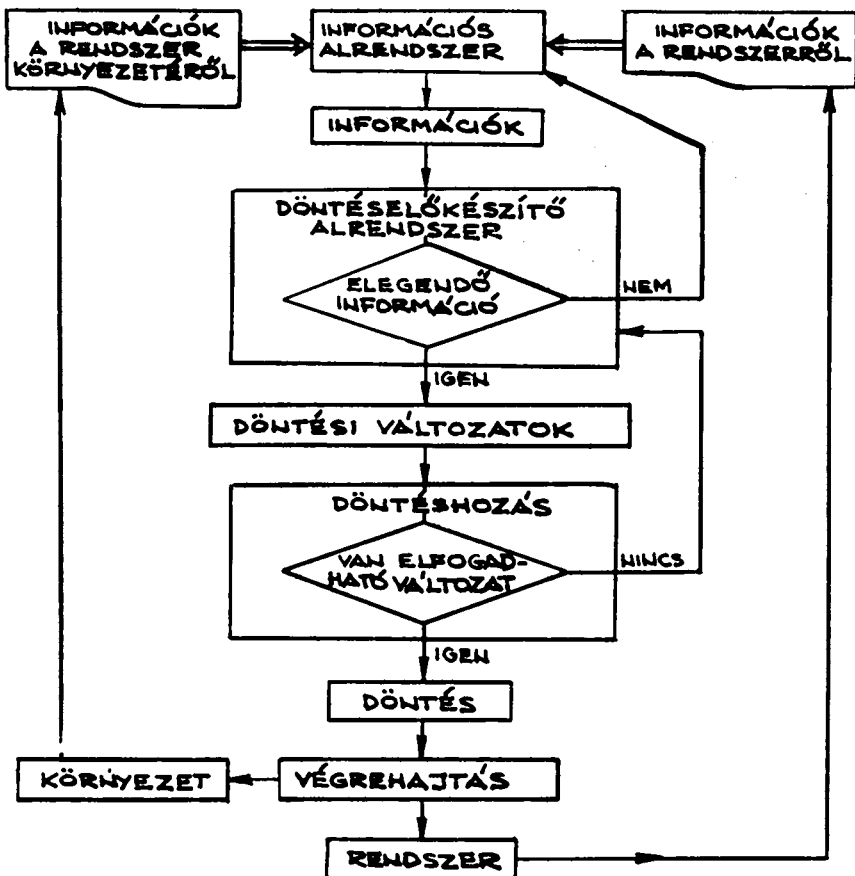 INFORMÁCIÓK
A RENDSZER
KÖRNYEZETÉRŐL
INFORMÁCIÓS
ALRENDSZER
INFORMÁCIÓK
A RENDSZERRŐL
INFORMÁCIÓK
DÖNTÉSELŐKÉSZÍTŐ
ALRENDSZER
ELEGENDŐ
INFORMÁCIÓ
NEM
IGEN
DÖNTÉSI VÁLTOZATOK
DÖNTÉSHOZÁS
VAN ELFOGAD-
HATÓ VÁLTOZAT
NINCS
IGEN
DÖNTÉS
KÖRNYEZET
VÉGREHAJTÁS
RENDSZER